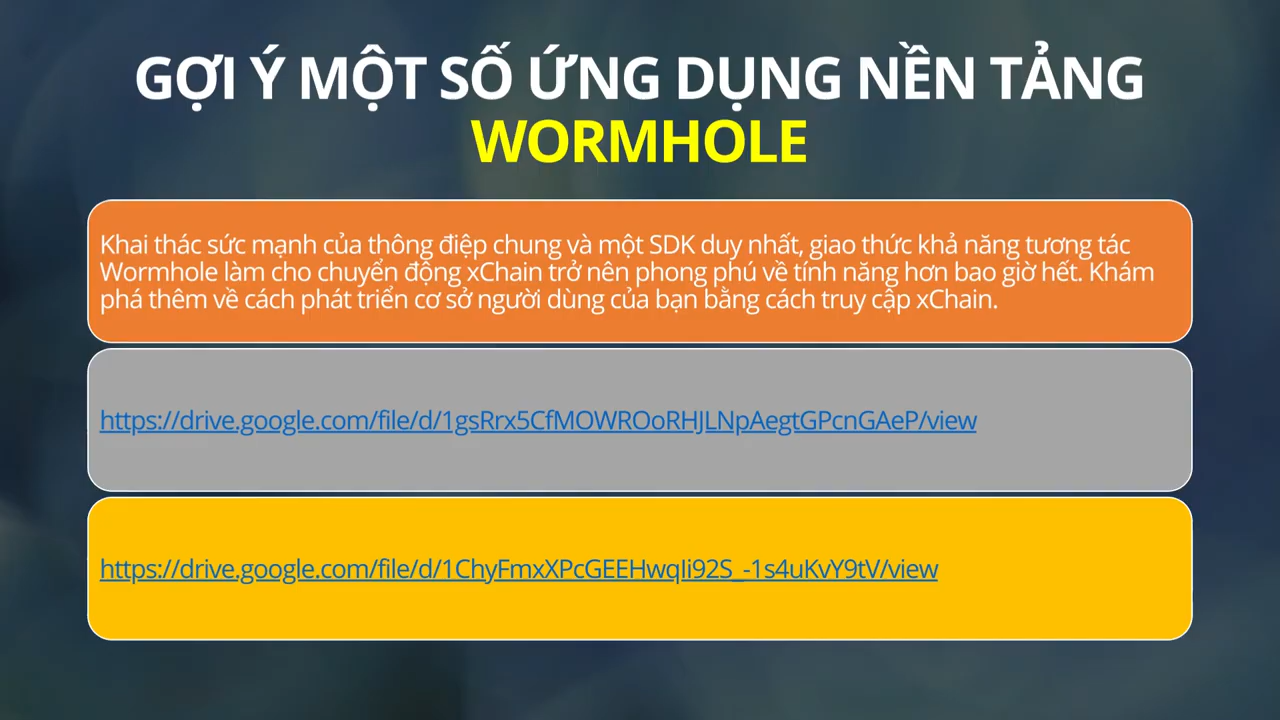 GỢI Ý MỘT SỐ ỨNG DỤNG NỀN TẢNG
WORMHOLE
Khai thác sức mạnh của thông điệp chung và một SDK duy nhất, giao thức khả năng tương tác
Wormhole làm cho chuyển động xChain trở nên phong phú về tính năng hơn bao giờ hết. Khám
phá thêm về cách phát triển cơ sở người dùng của bạn bằng cách truy cập xChain.
https://drive.google.com/file/d/1gsRrx5CfMOWROoRHJLNpAegtGPcnGAeP/view
https://drive.google.com/file/d/1ChyFmxXPcGEEHwqIi92S_-1s4uKvY9tV/view